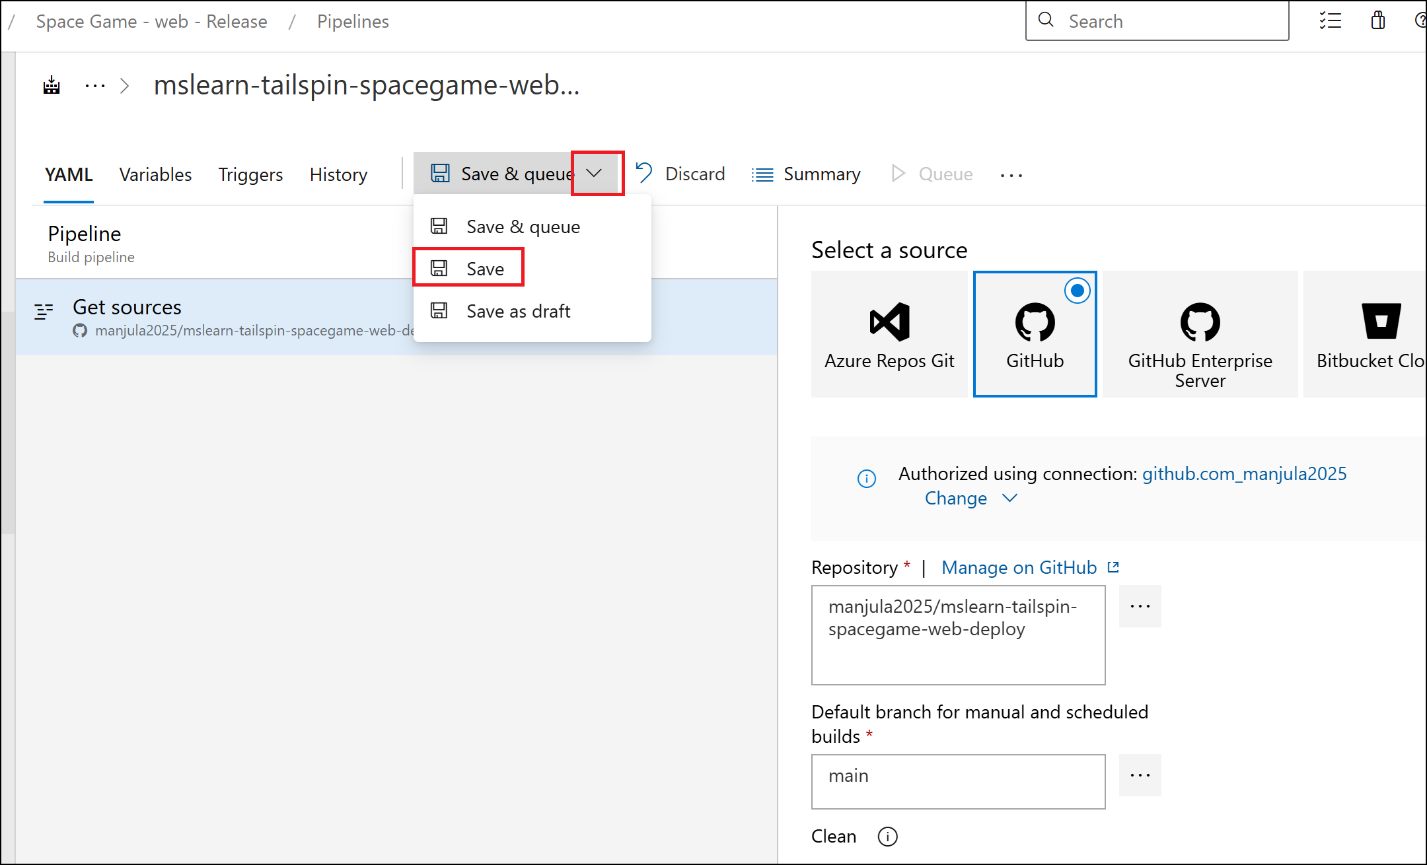 / Space Game - web - Release / Pipelines
Search
... > mslearn-tailspin-spacegame-web...
YAML Variables Triggers History Save & queue Discard Summary Queue ...
Save & queue
Save
Save as draft
Pipeline
Build pipeline
Get sources
manjula2025/mslearn-tailspin-spacegame-web-de
Select a source
Azure Repos Git
GitHub
GitHub Enterprise
Server
Bitbucket Clo
Authorized using connection: github.com_manjula2025
Change
Repository * | Manage on GitHub
manjula2025/mslearn-tailspin-
spacegame-web-deploy
...
Default branch for manual and scheduled
builds *
main
...
Clean